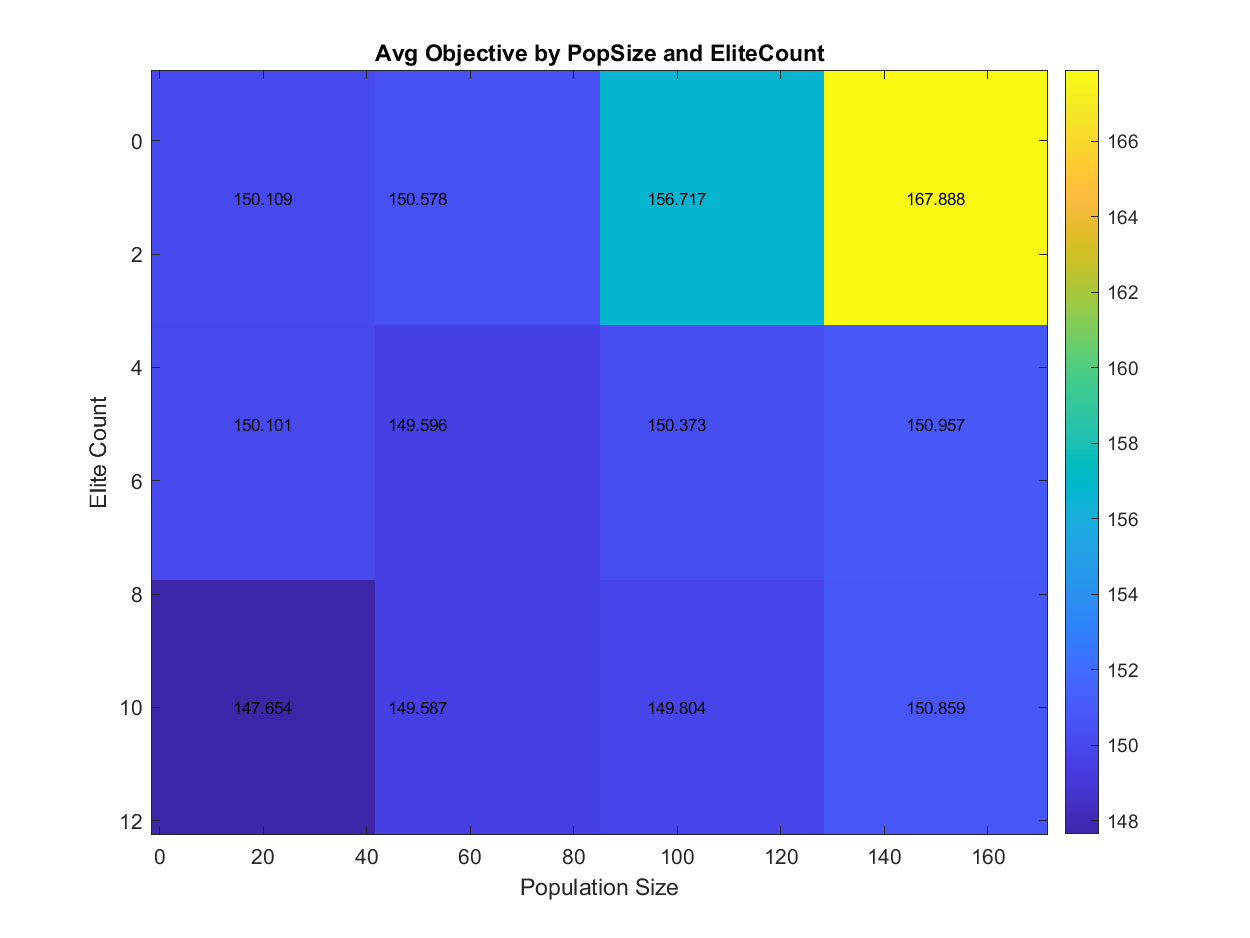 Avg Objective by PopSize and EliteCount
0
2
4
6
8
10
12
Elite Count
150.109 150.578 156.717 167.888
150.101 149.596 150.373 150.957
147.654 149.587 149.804 150.859
0 20 40 60 80 100 120 140 160
Population Size
166
164
162
160
158
156
154
152
150
148